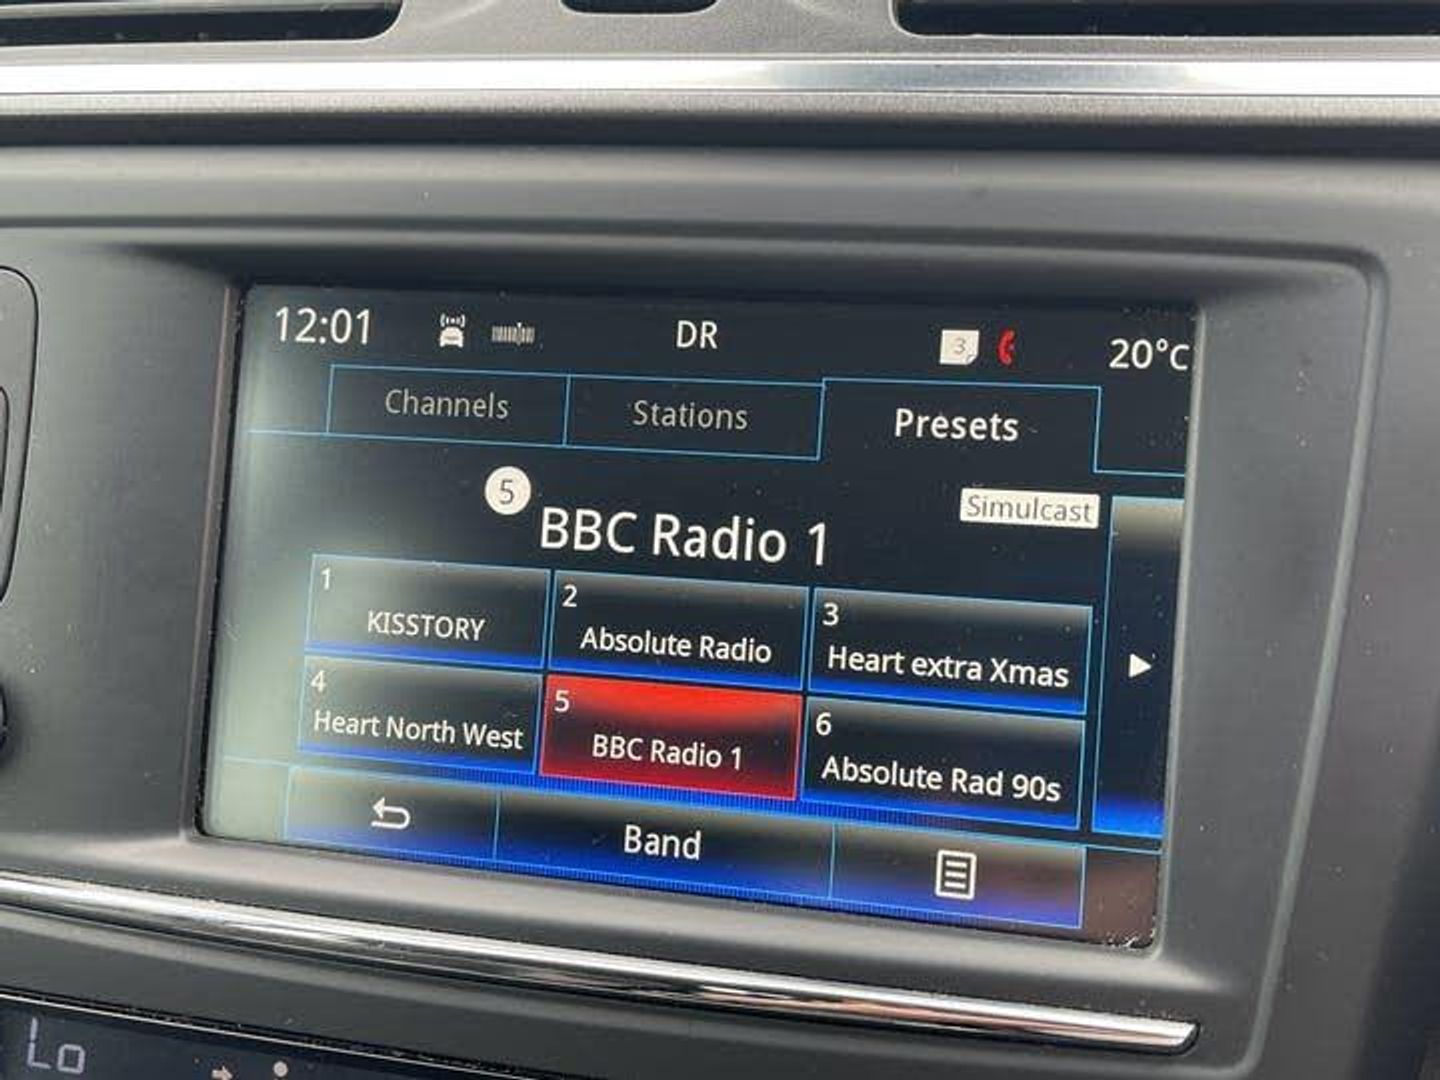 12:01
DR
3
20°C
Channels
Stations
Presets
5
BBC Radio 1
Simulcast
1
KISSTORY
2
Absolute Radio
3
Heart extra Xmas
4
Heart North West
5
BBC Radio 1
6
Absolute Rad 90s
Band
Lo